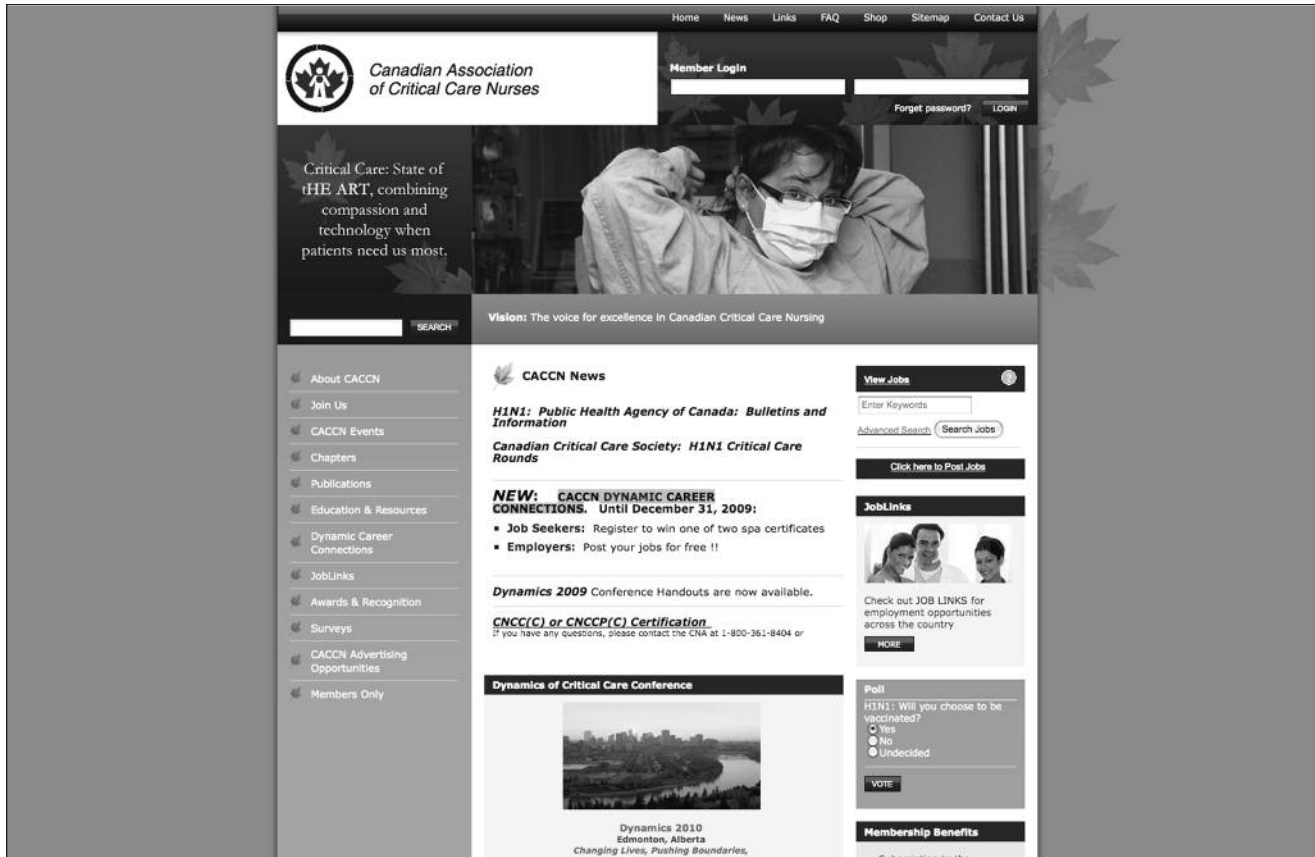 Home News Links FAQ Shop Sitemap Contact Us
Canadian Association
of Critical Care Nurses
Member Login
Forget password? LOGIN
Critical Care: State of
tHE ART, combining
compassion and
technology when
patients need us most.
SEARCH
Vision: The voice for excellence in Canadian Critical Care Nursing
About CACCN
Join Us
CACCN Events
Chapters
Publications
Education & Resources
Dynamic Career
Connections
JobLinks
Awards & Recognition
Surveys
CACCN Advertising
Opportunities
Members Only
CACCN News
H1N1: Public Health Agency of Canada: Bulletins and
Information
Canadian Critical Care Society: H1N1 Critical Care
Rounds
NEW: CACCN DYNAMIC CAREER
CONNECTIONS. Until December 31, 2009:
▪ Job Seekers: Register to win one of two spa certificates
▪ Employers: Post your jobs for free !!
Dynamics 2009 Conference Handouts are now available.
CNCC(C) or CNCCP(C) Certification
If you have any questions, please contact the CNA at 1-800-361-8404 or
Dynamics of Critical Care Conference
Dynamics 2010
Edmonton, Alberta
Changing Lives, Pushing Boundaries,
View Jobs ?
Enter Keywords
Advanced Search Search Jobs
Click here to Post Jobs
JobLinks
Check out JOB LINKS for
employment opportunities
across the country
MORE
Poll
H1N1: Will you choose to be
vaccinated?
Yes
No
Undecided
VOTE
Membership Benefits
Subscription to the